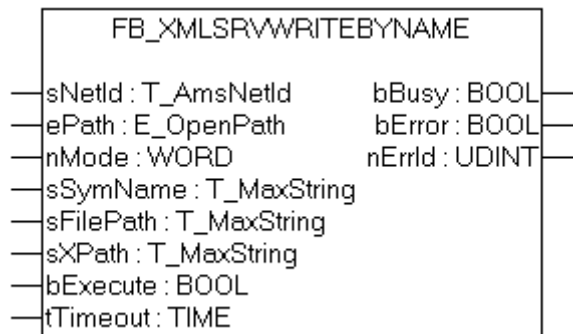 FB_XMLSRVWRITEBYNAME
sNetId : T_AmsNetId bBusy : BOOL
ePath : E_OpenPath bError : BOOL
nMode : WORD nErrId : UDINT
sSymName : T_MaxString
sFilePath : T_MaxString
sXPath : T_MaxString
bExecute : BOOL
tTimeout : TIME